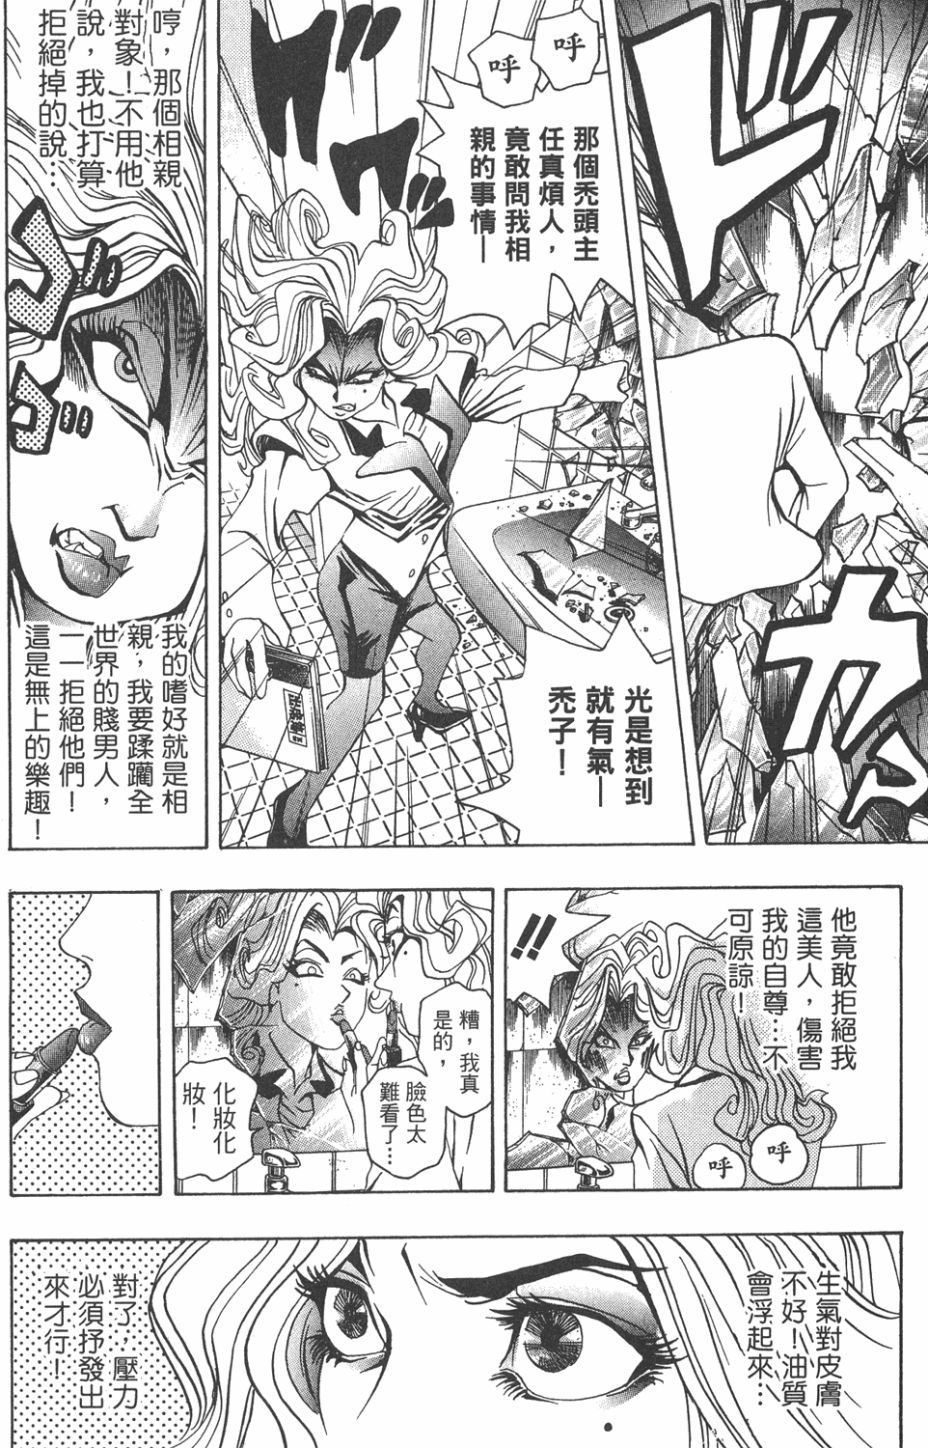 ドカ
呼
呼
那個禿頭主
任真煩人，
竟敢問我相
親的事情—
光是想到
就有氣—
禿子！
ゴゴゴ
哼，那個相親
對象！不用他
說，我也打算
拒絕掉的說…
ゴゴ
我的嗜好就是相
親，我要蹂躪全
世界的賤男人，
一一拒絕他們！
這是無上的樂趣！
他竟敢拒絕我
這美人，傷害
我的自尊…不
可原諒！
!!
呼
呼
糟，我真
是的，
臉色太
難看了…
化妝化
妝！
生氣對皮膚
不好！油質
會浮起來…
對了，壓力
必須抒發出
來才行！